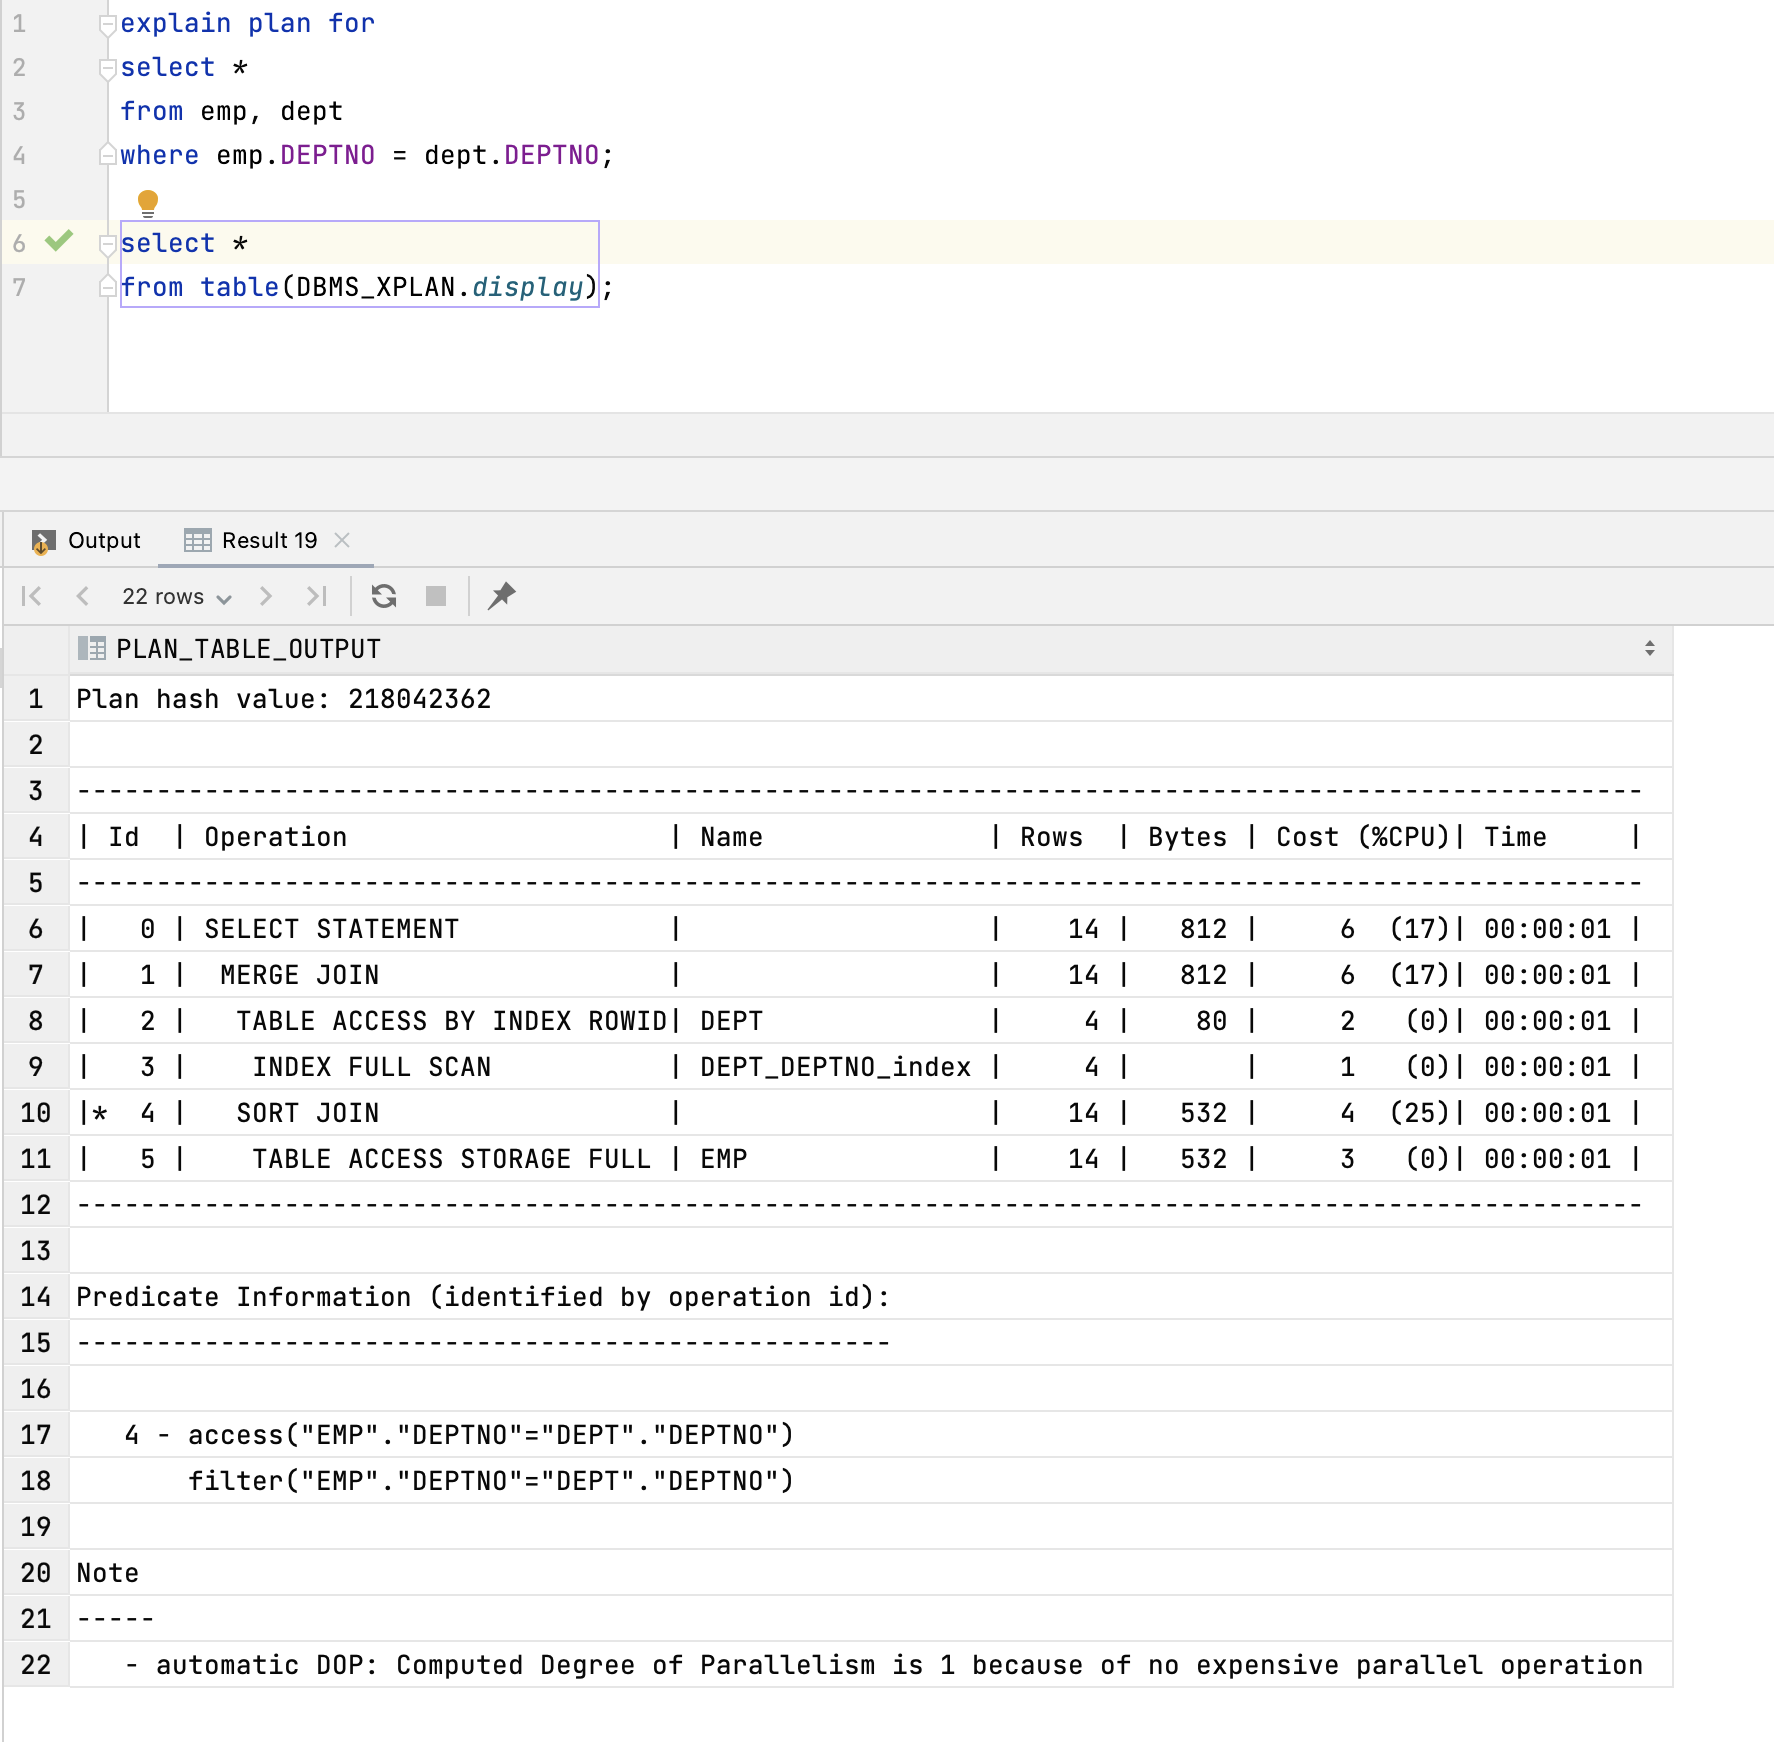 1 explain plan for
2 select *
3 from emp, dept
4 where emp.DEPTNO = dept.DEPTNO;
5
6 select *
7 from table(DBMS_XPLAN.display);
Output Result 19
22 rows
PLAN_TABLE_OUTPUT
1 Plan hash value: 218042362
2
3 --------------------------------------------------------------------------------------------------
4 | Id  | Operation                    | Name              | Rows  | Bytes | Cost (%CPU)| Time     |
5 --------------------------------------------------------------------------------------------------
6 |   0 | SELECT STATEMENT             |                   |    14 |   812 |     6  (17)| 00:00:01 |
7 |   1 |  MERGE JOIN                  |                   |    14 |   812 |     6  (17)| 00:00:01 |
8 |   2 |   TABLE ACCESS BY INDEX ROWID| DEPT              |     4 |    80 |     2   (0)| 00:00:01 |
9 |   3 |    INDEX FULL SCAN           | DEPT_DEPTNO_index |     4 |       |     1   (0)| 00:00:01 |
10 |*  4 |   SORT JOIN                  |                   |    14 |   532 |     4  (25)| 00:00:01 |
11 |   5 |    TABLE ACCESS STORAGE FULL | EMP               |    14 |   532 |     3   (0)| 00:00:01 |
12 --------------------------------------------------------------------------------------------------
13
14 Predicate Information (identified by operation id):
15 ---------------------------------------------------
16
17    4 - access("EMP"."DEPTNO"="DEPT"."DEPTNO")
18        filter("EMP"."DEPTNO"="DEPT"."DEPTNO")
19
20 Note
21 -----
22    - automatic DOP: Computed Degree of Parallelism is 1 because of no expensive parallel operation